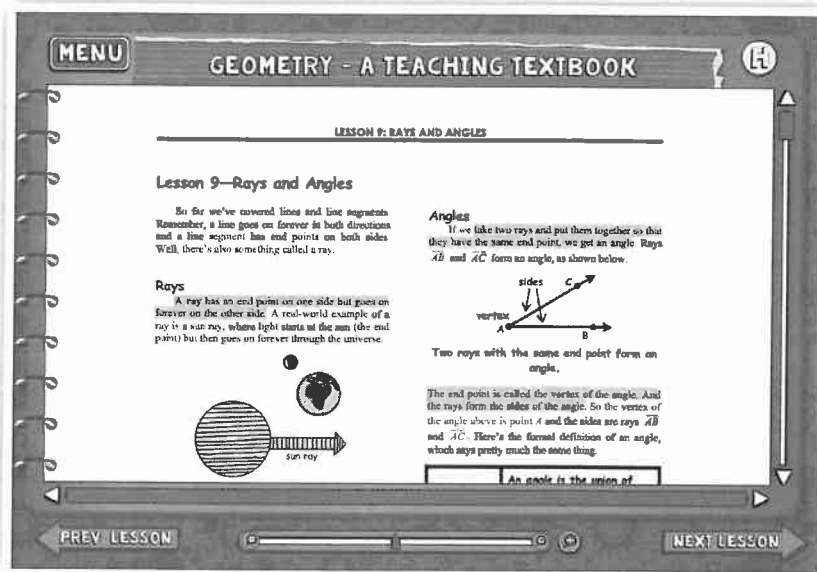 MENU
GEOMETRY - A TEACHING TEXTBOOK
H
LESSON 9: RAYS AND ANGLES
Lesson 9—Rays and Angles
So far we've covered lines and line segments
Remember, a line goes on forever in both directions
and a line segment has end points on both sides
Well, there's also something called a ray.
Rays
A ray has an end point on one side but goes on
forever on the other side. A real-world example of a
ray is a sun ray, where light starts at the sun (the end
point) but then goes on forever through the universe
sun ray
Angles
If we take two rays and put them together so that
they have the same end point, we get an angle Rays
AB and AC form an angle, as shown below.
sides
C
vertex
A
B
Two rays with the same end point form an
angle.
The end point is called the vertex of the angle. And
the rays form the sides of the angle. So the vertex of
the angle above is point A and the sides are rays AB
and AC. Here's the formal definition of an angle,
which says pretty much the same thing.
An angle is the union of
PREV LESSON
NEXT LESSON